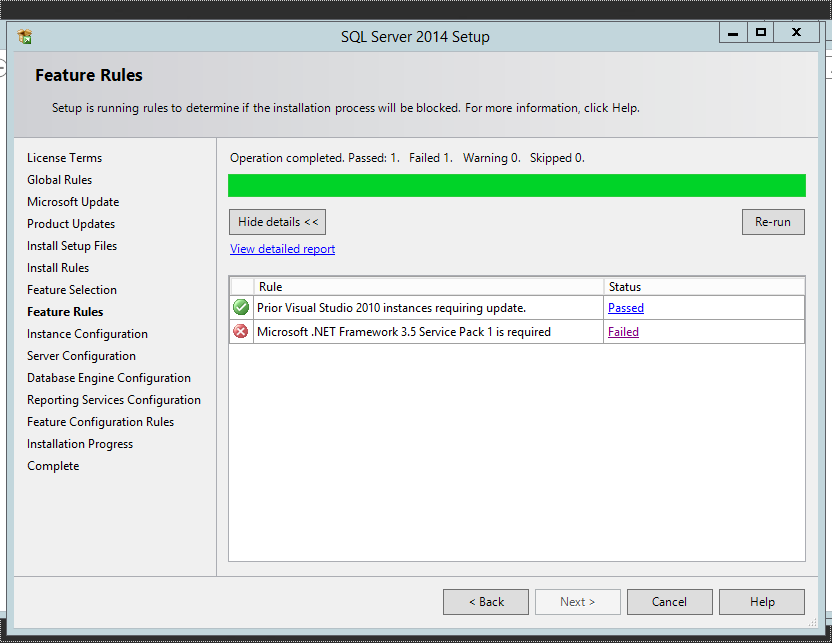 SQL Server 2014 Setup
Feature Rules
Setup is running rules to determine if the installation process will be blocked. For more information, click Help.
License Terms
Global Rules
Microsoft Update
Product Updates
Install Setup Files
Install Rules
Feature Selection
Feature Rules
Instance Configuration
Server Configuration
Database Engine Configuration
Reporting Services Configuration
Feature Configuration Rules
Installation Progress
Complete
Operation completed. Passed: 1. Failed 1. Warning 0. Skipped 0.
Hide details << Re-run
View detailed report
Rule Status
Prior Visual Studio 2010 instances requiring update. Passed
Microsoft .NET Framework 3.5 Service Pack 1 is required Failed
< Back Next > Cancel Help